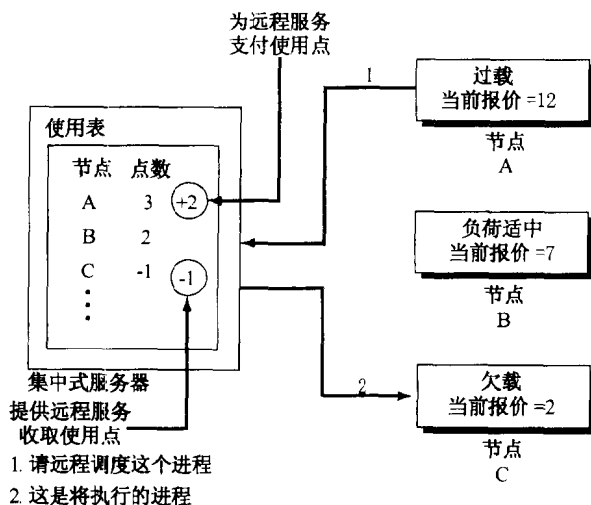 为远程服务
支付使用点
1
过载
当前报价=12
节点
A
使用表
节点 点数
A 3 +2
B 2
C -1 -1
负荷适中
当前报价=7
节点
B
集中式服务器
提供远程服务
收取使用点
2
欠载
当前报价=2
节点
C
1. 请远程调度这个进程
2. 这是将执行的进程